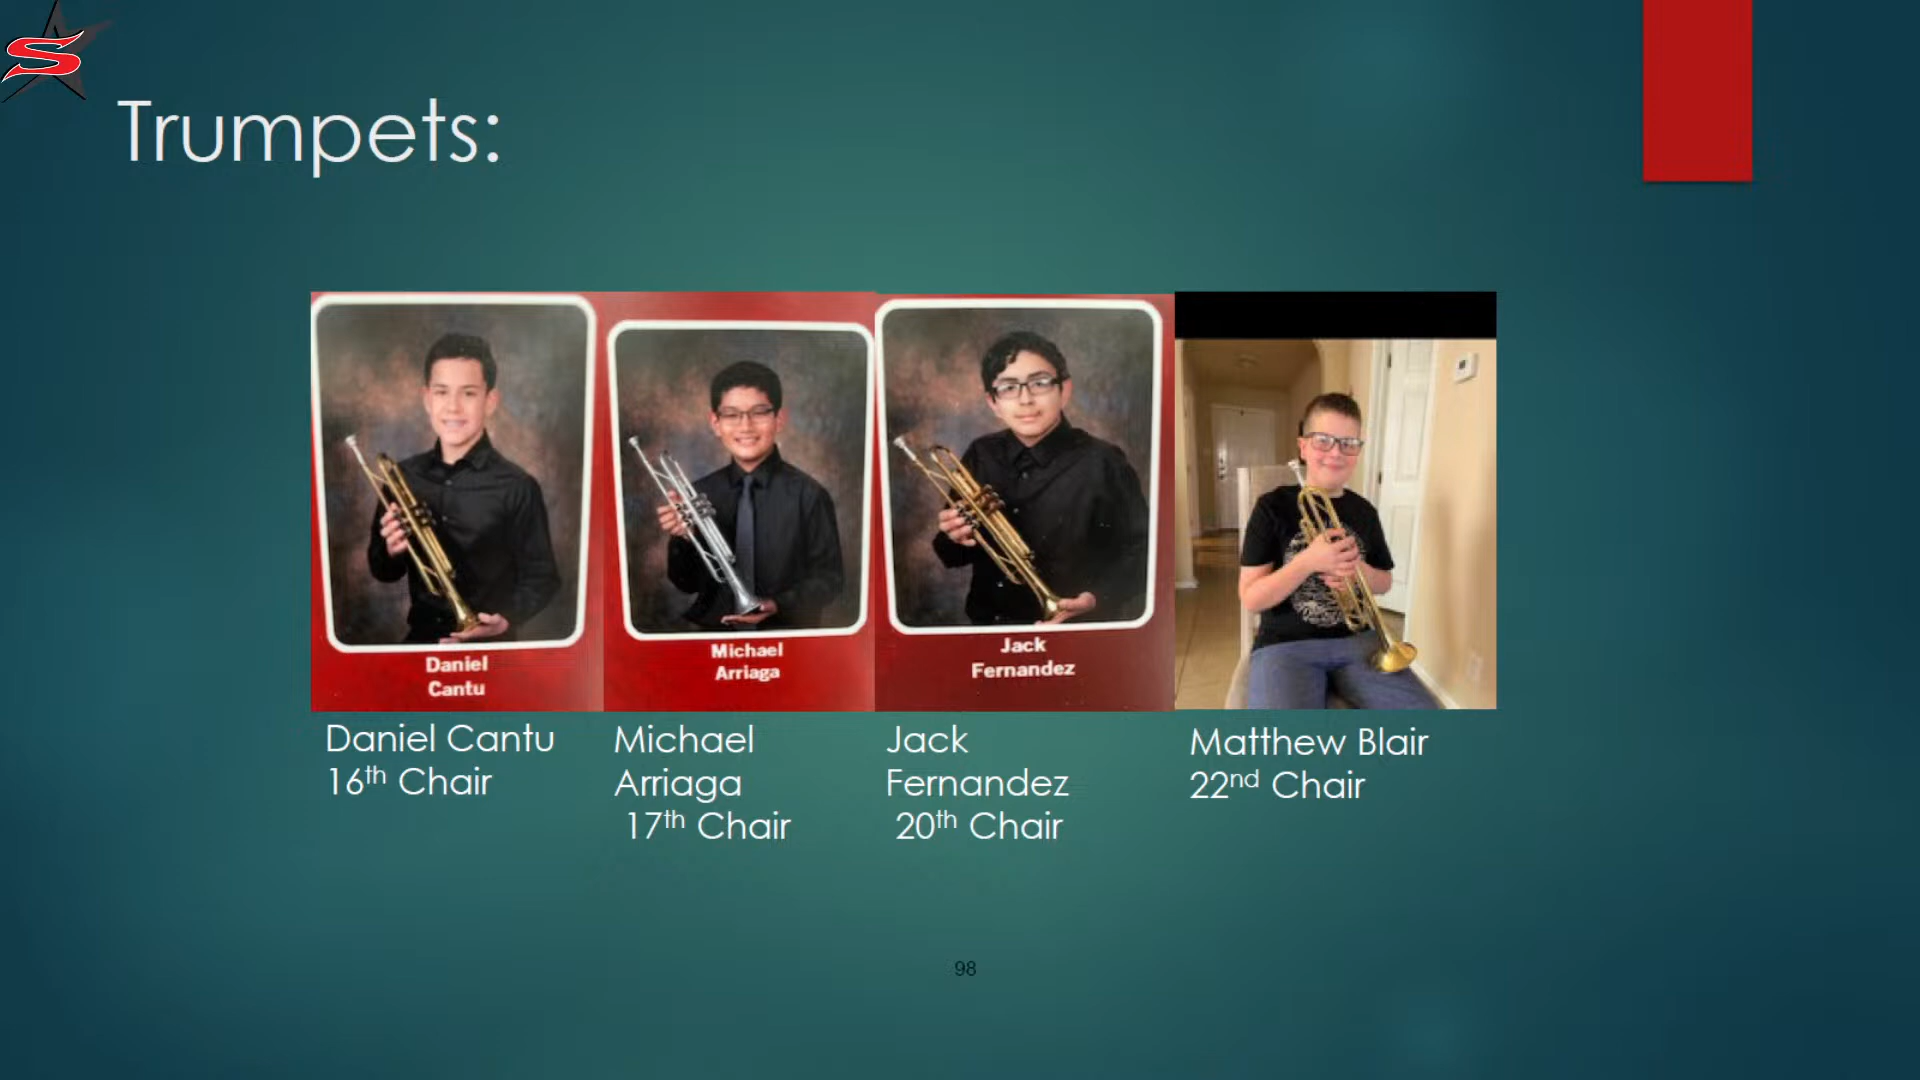 S
Trumpets:
Daniel
Cantu
Michael
Arriaga
Jack
Fernandez
Daniel Cantu
16th Chair
Michael
Arriaga
17th Chair
Jack
Fernandez
20th Chair
Matthew Blair
22nd Chair
98